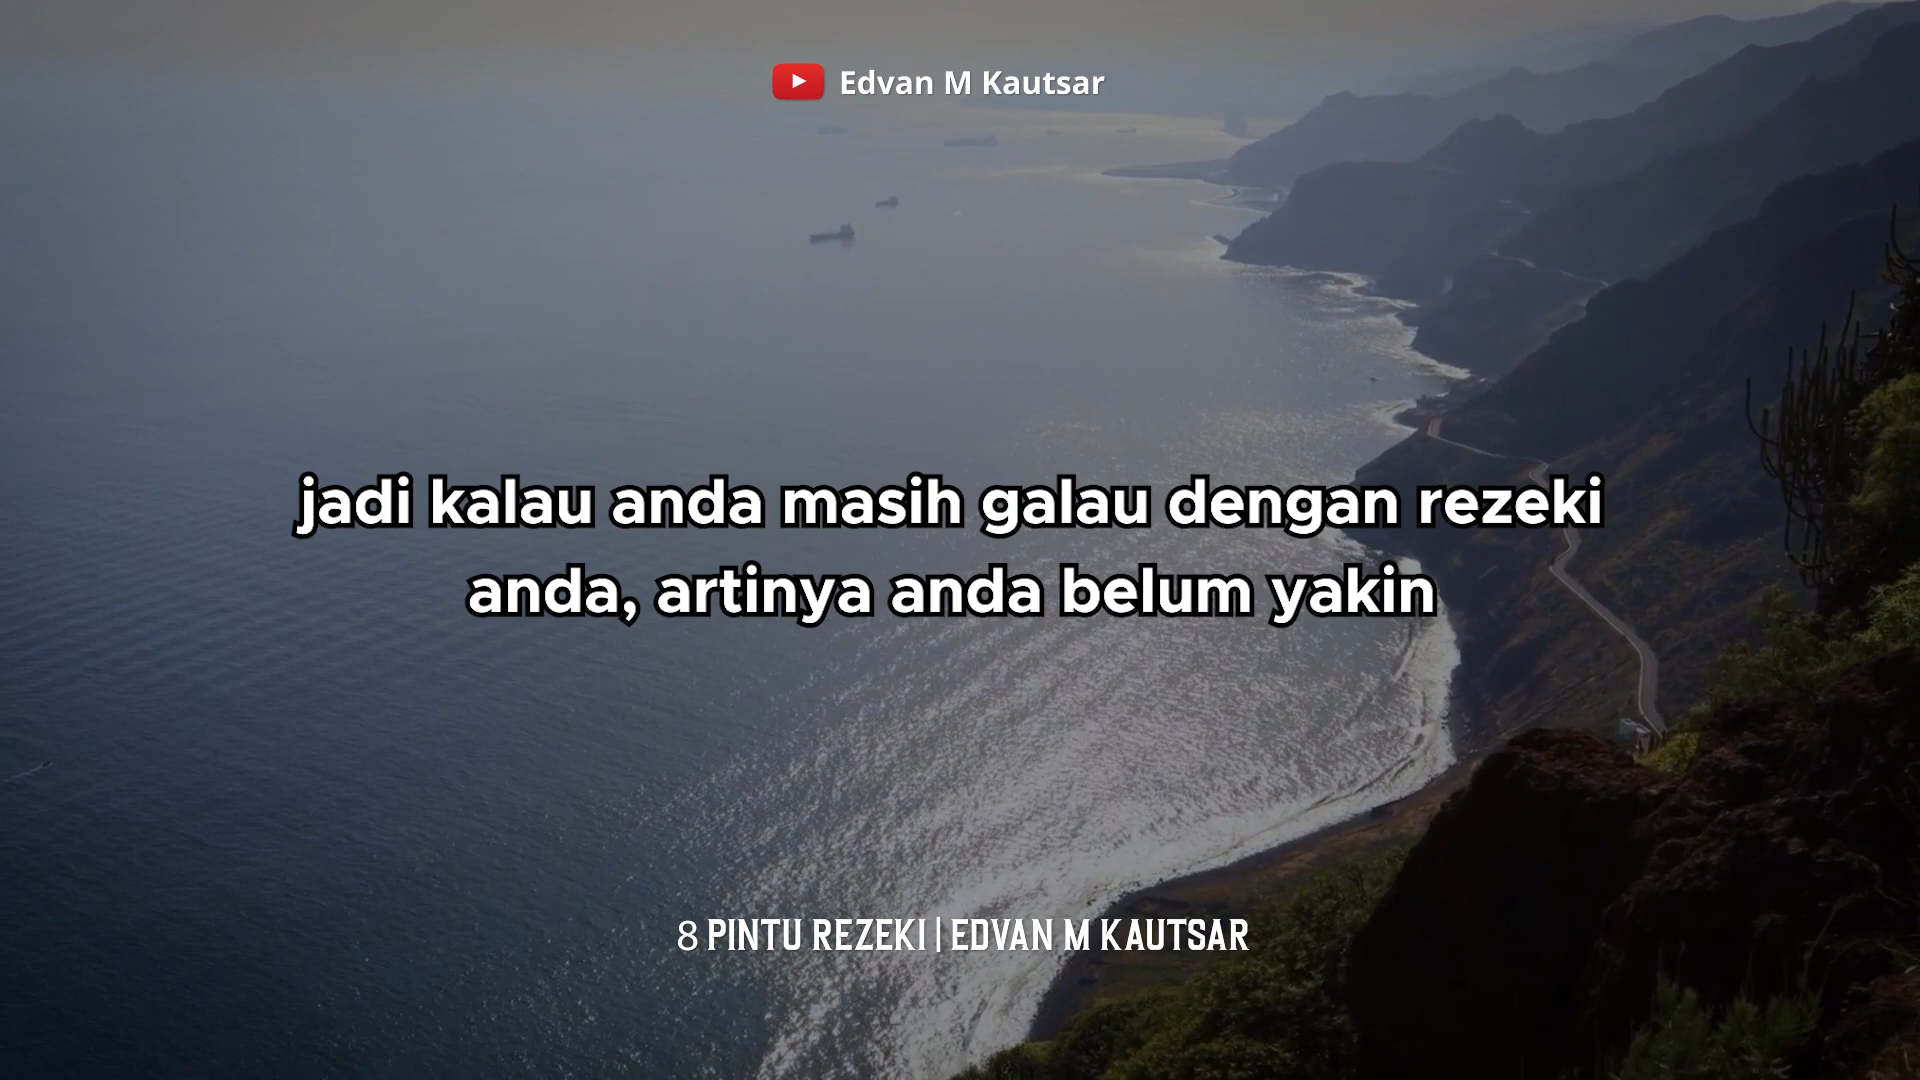 Edvan M Kautsar
jadi kalau anda masih galau dengan rezeki
anda, artinya anda belum yakin
8 PINTU REZEKI | EDVAN M KAUTSAR